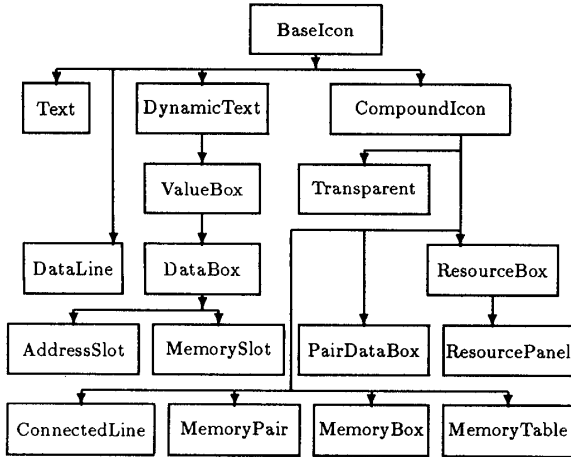 BaseIcon
Text
DynamicText
CompoundIcon
ValueBox
Transparent
DataLine
DataBox
ResourceBox
AddressSlot
MemorySlot
PairDataBox
ResourcePanel
ConnectedLine
MemoryPair
MemoryBox
MemoryTable